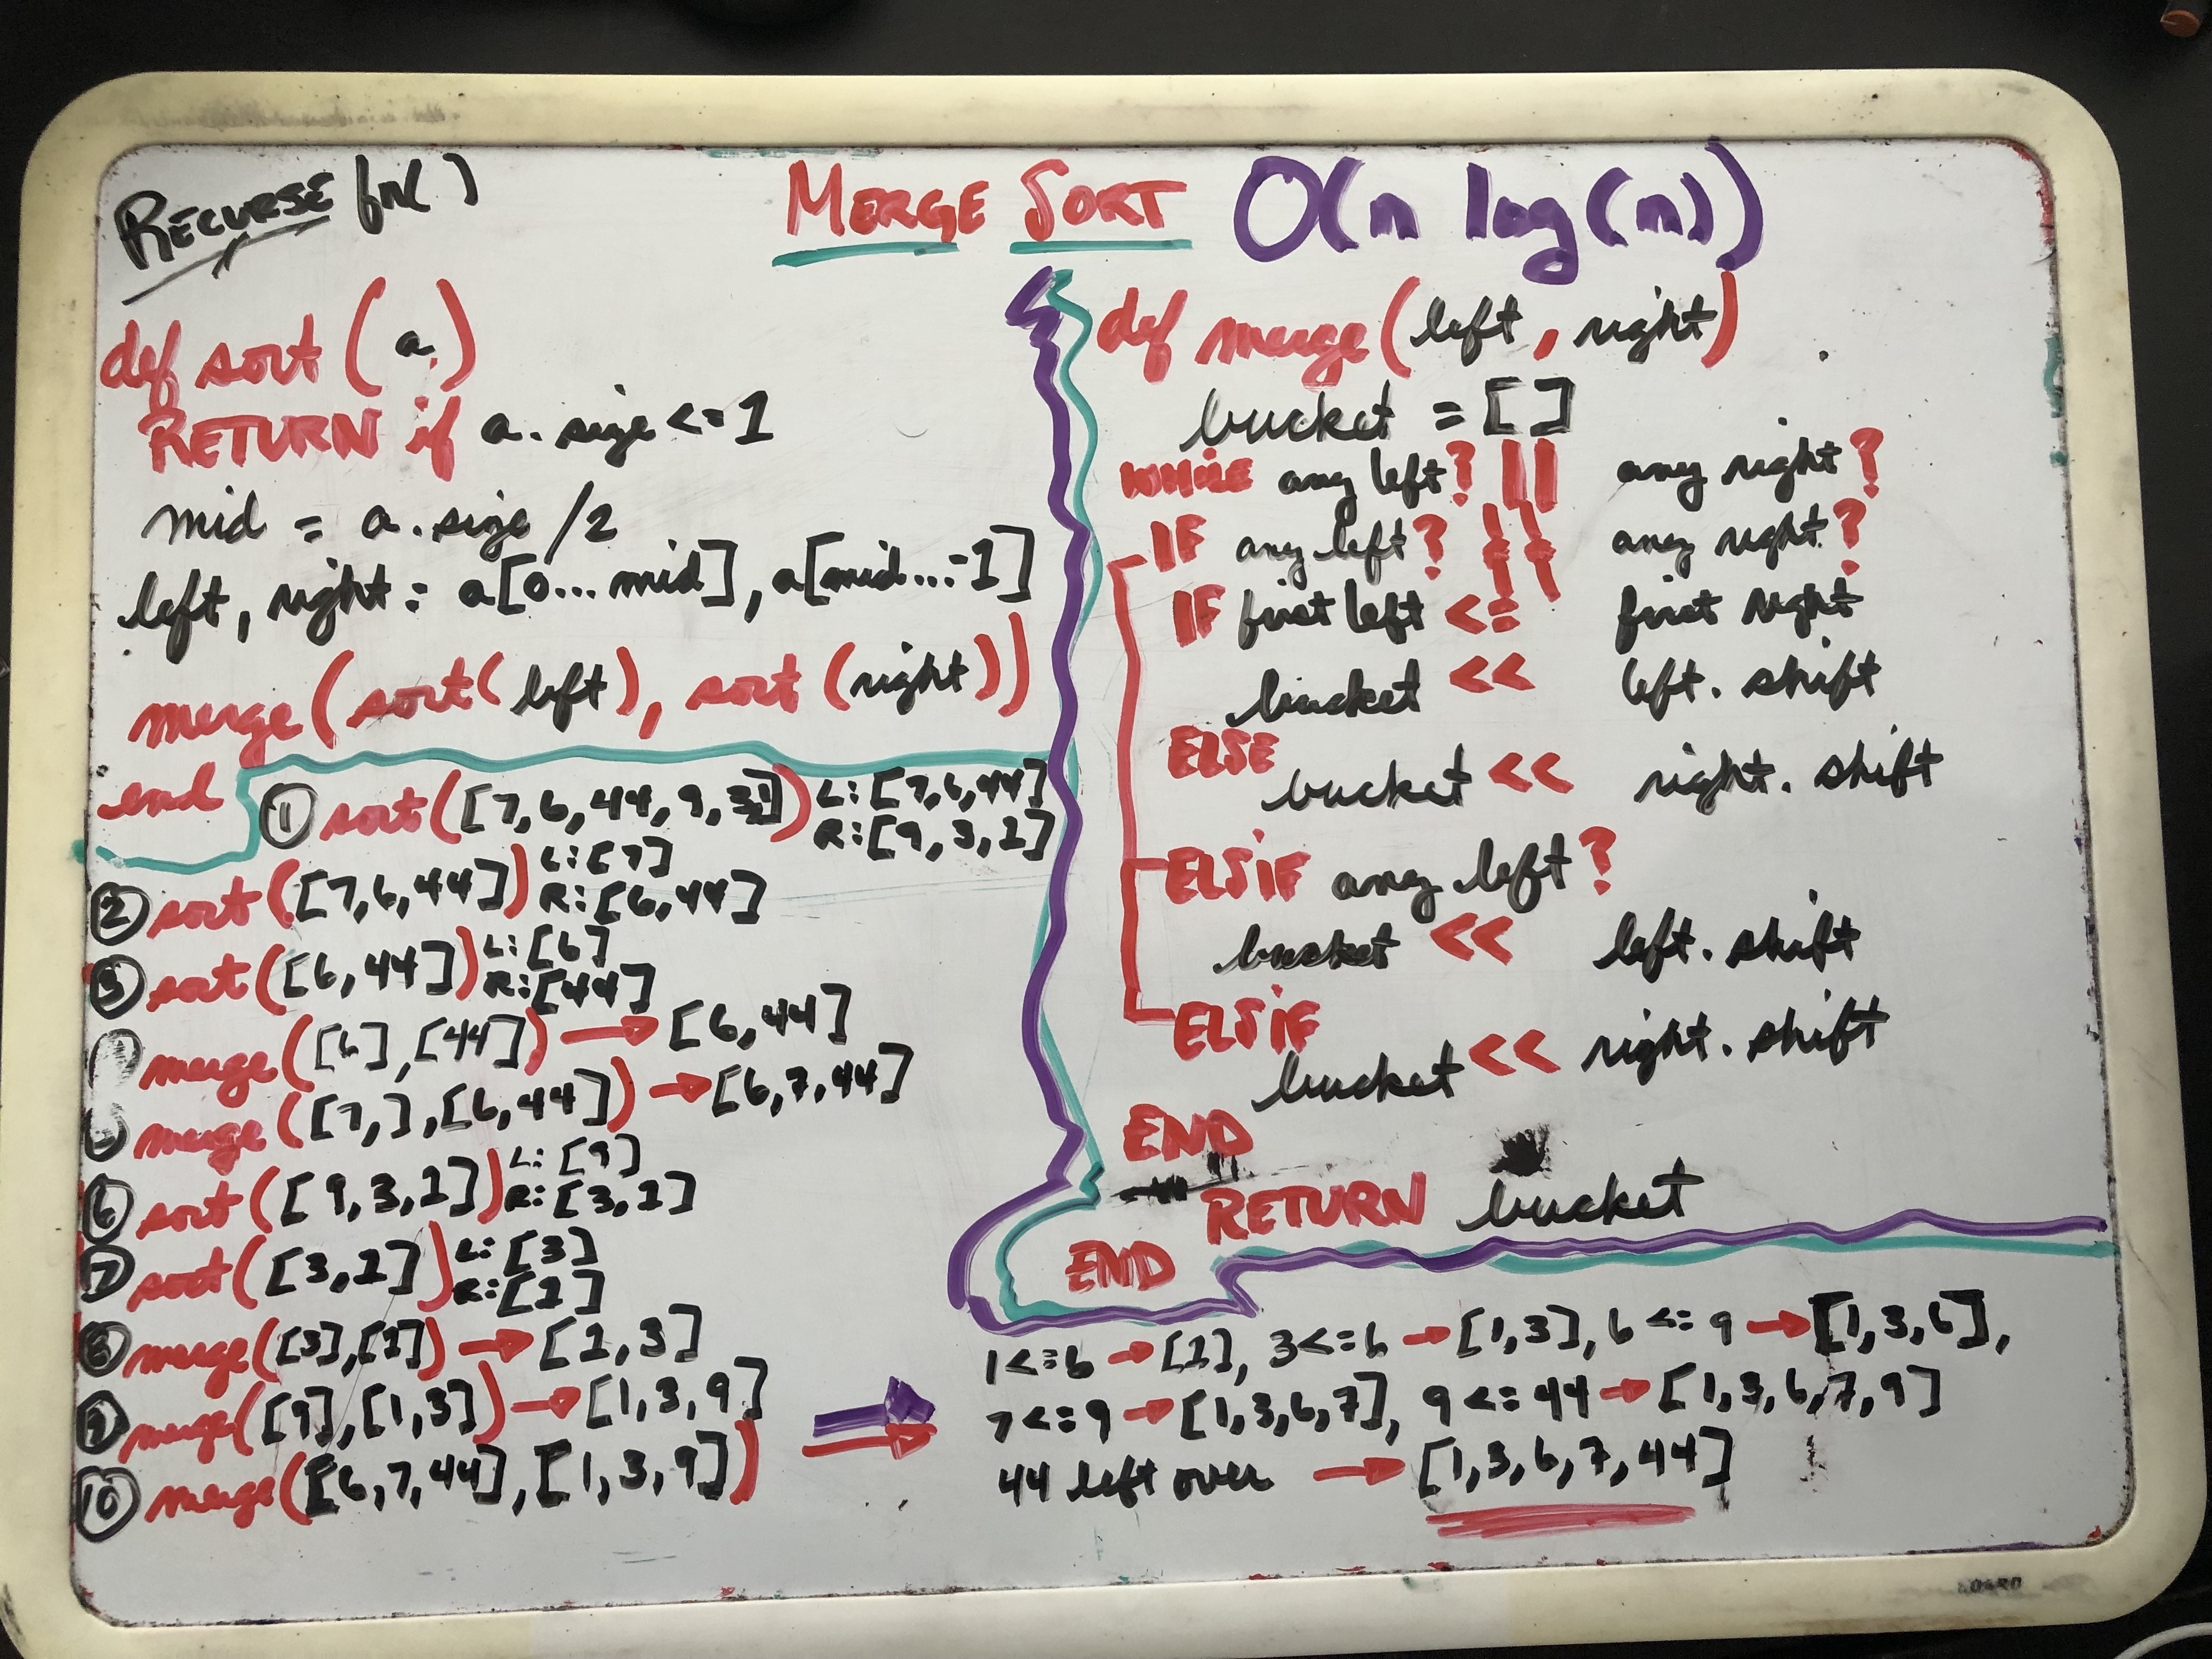 RECURSE fn( )
MERGE SORT O(n log(n))
def sort(a)
RETURN if a.size <= 1
mid = a.size /2
left, right = a[0...mid], a[mid...-1]
merge(sort(left), sort(right))
end
① sort([7,6,44,9,3,1]) L:[7,6,44]
R:[9,3,1]
② sort([7,6,44]) L:[7]
R:[6,44]
③ sort([6,44]) L:[6]
R:[44]
merge([6],[44]) → [6,44]
merge([7,],[6,44]) → [6,7,44]
⑥ sort([9,3,1]) L:[9]
R:[3,1]
⑦ sort([3,1]) L:[3]
R:[1]
⑧ merge([3],[1]) → [1,3]
⑨ merge([9],[1,3]) → [1,3,9]
⑩ merge([6,7,44],[1,3,9])
def merge(left, right)
bucket = []
WHILE any left? || any right?
IF any left? && any right?
IF first left <= first right
bucket << left.shift
ELSE
bucket << right.shift
ELSIF any left?
bucket << left.shift
ELSIF
bucket << right.shift
END
RETURN bucket
END
1<=6 → [1], 3<=6 → [1,3], 6<=9 → [1,3,6],
7<=9 → [1,3,6,7], 9<=44 → [1,3,6,7,9]
44 left over → [1,3,6,7,44]